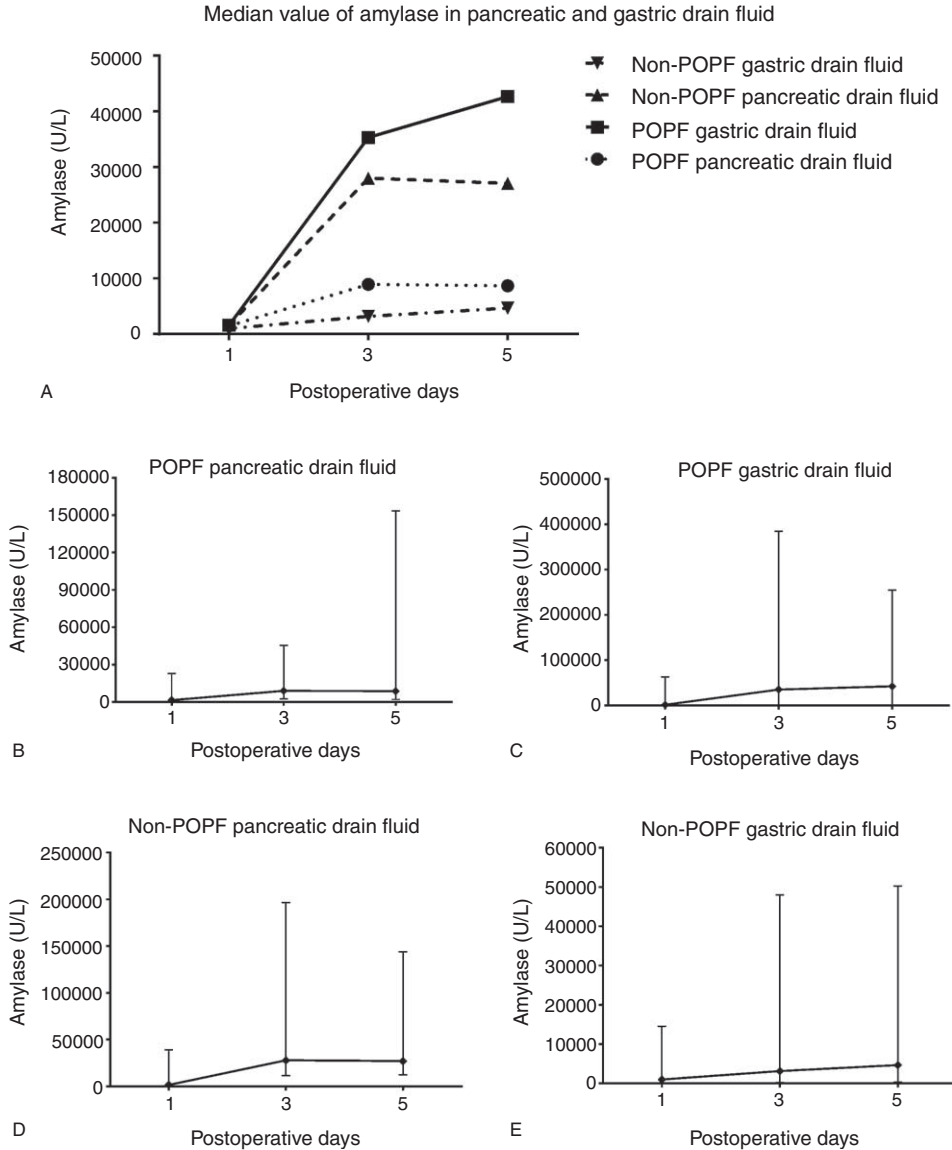 Median value of amylase in pancreatic and gastric drain fluid
50000
40000
30000
20000
10000
0
Amylase (U/L)
1 3 5
Postoperative days
A
Non-POPF gastric drain fluid
Non-POPF pancreatic drain fluid
POPF gastric drain fluid
POPF pancreatic drain fluid
POPF pancreatic drain fluid
180000
150000
120000
90000
60000
30000
0
Amylase (U/L)
1 3 5
Postoperative days
B
POPF gastric drain fluid
500000
400000
300000
200000
100000
0
Amylase (U/L)
1 3 5
Postoperative days
C
Non-POPF pancreatic drain fluid
250000
200000
150000
100000
50000
0
Amylase (U/L)
1 3 5
Postoperative days
D
Non-POPF gastric drain fluid
60000
50000
40000
30000
20000
10000
0
Amylase (U/L)
1 3 5
Postoperative days
E